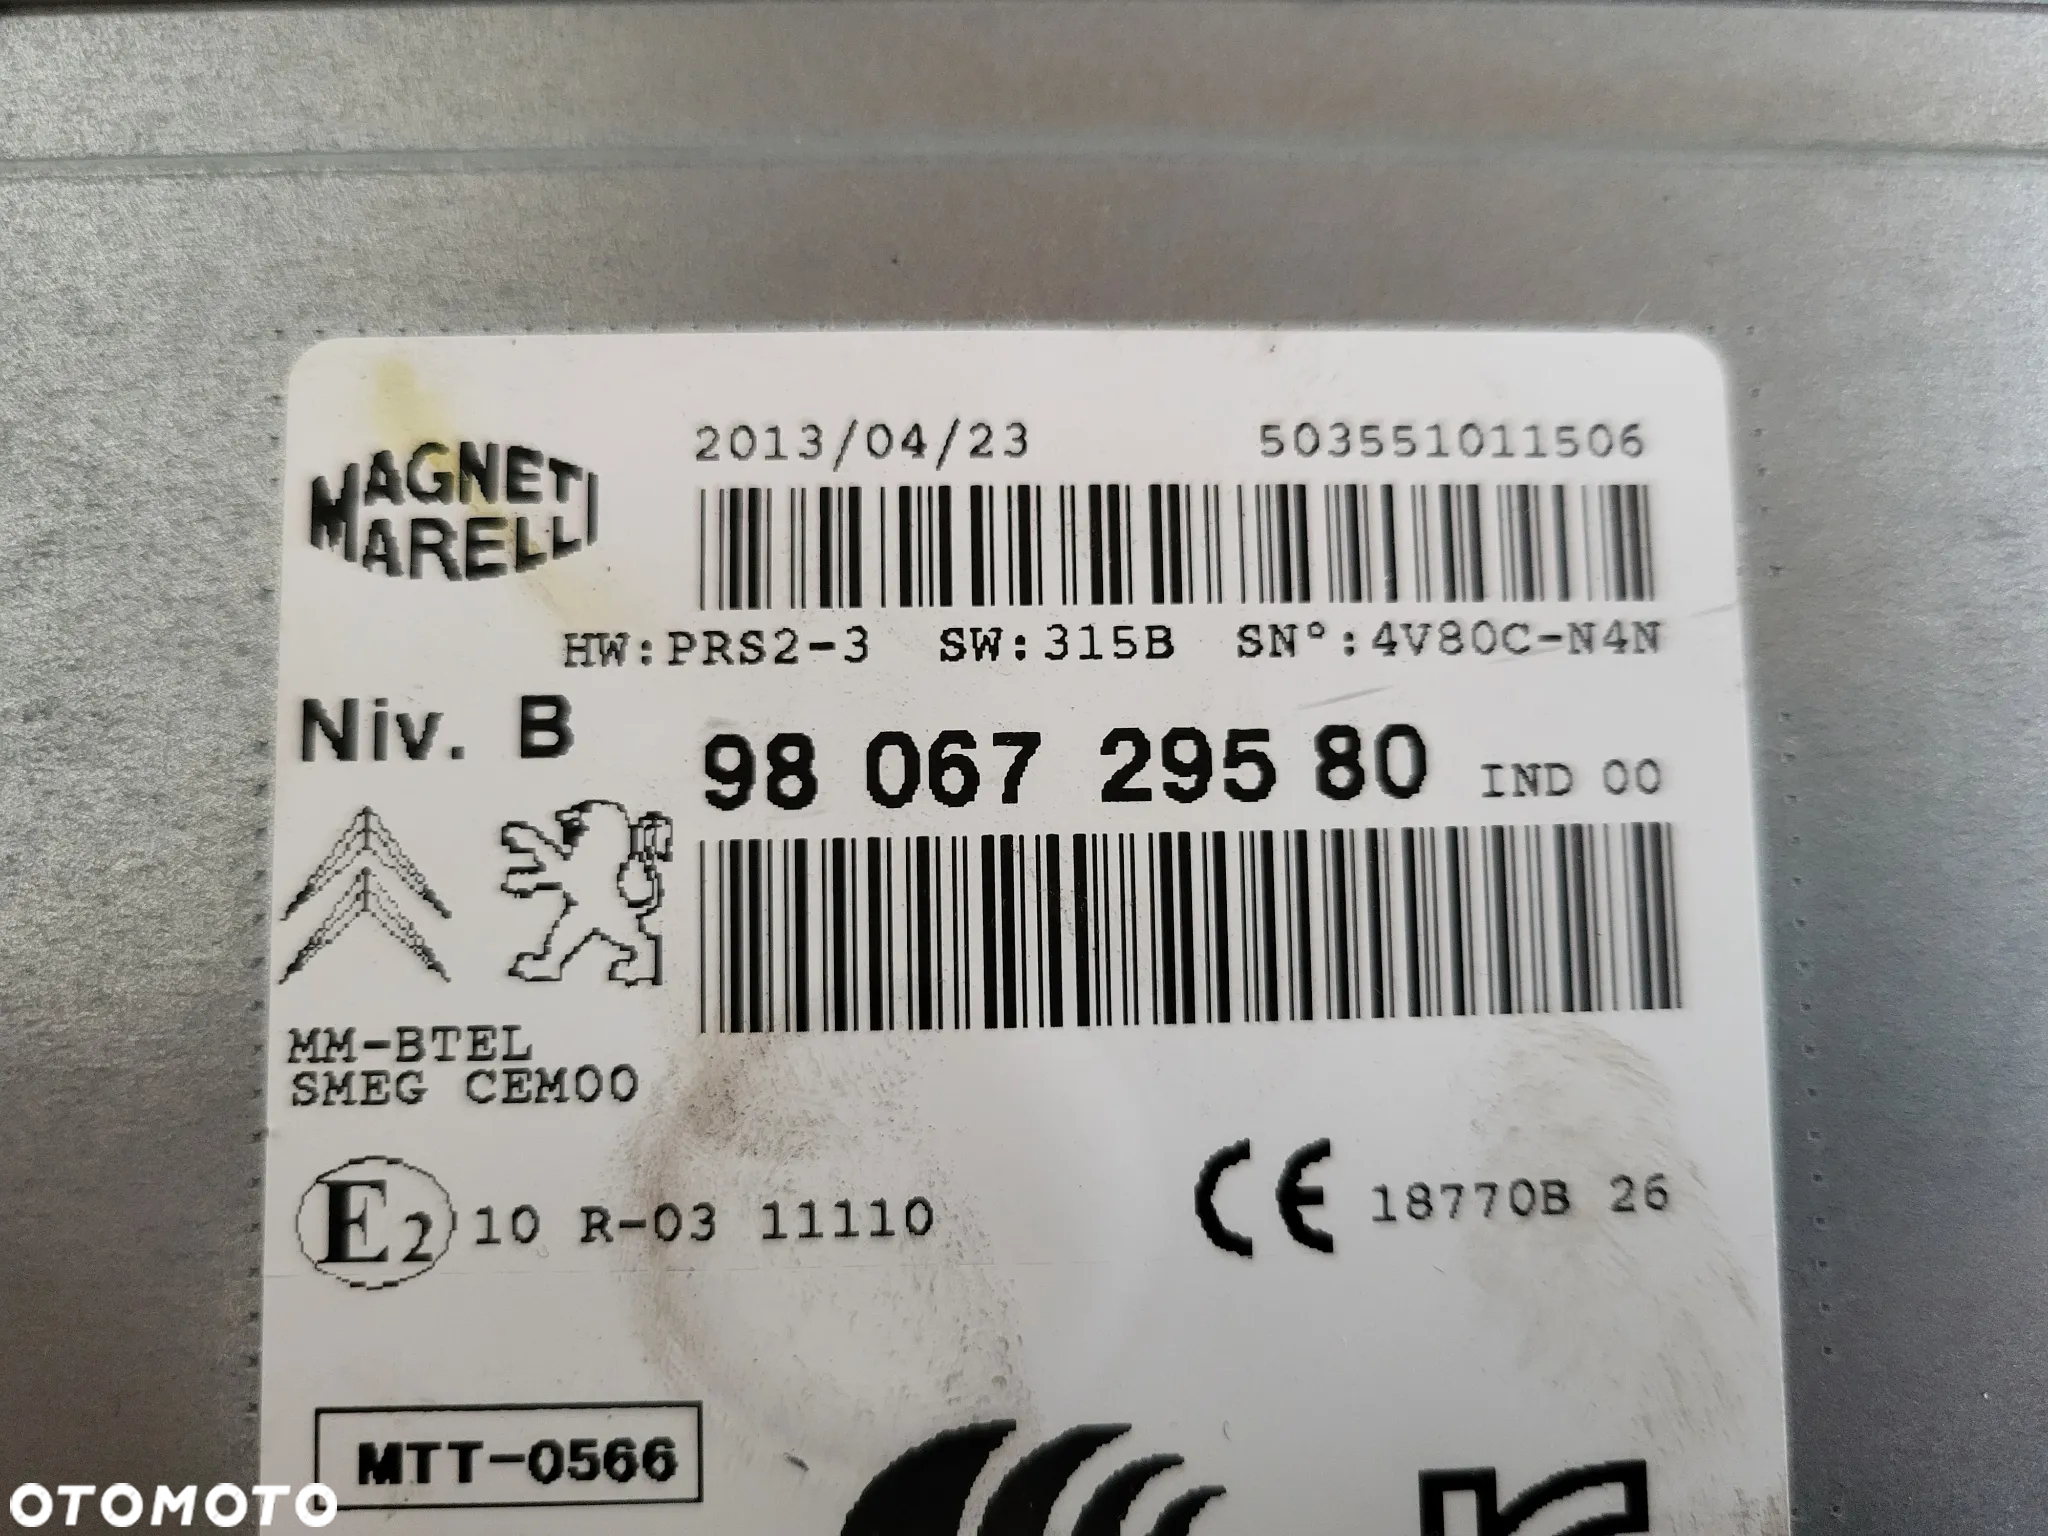 2013/04/23 503551011506
MAGNETI
MARELLI
HW:PRS2-3 SW:315B SN°:4V80C-N4N
Niv. B
98 067 295 80 IND 00
MM-BTEL
SMEG CEM00
E2 10 R-03 11110
CE 18770B 26
MTT-0566
OTOMOTO